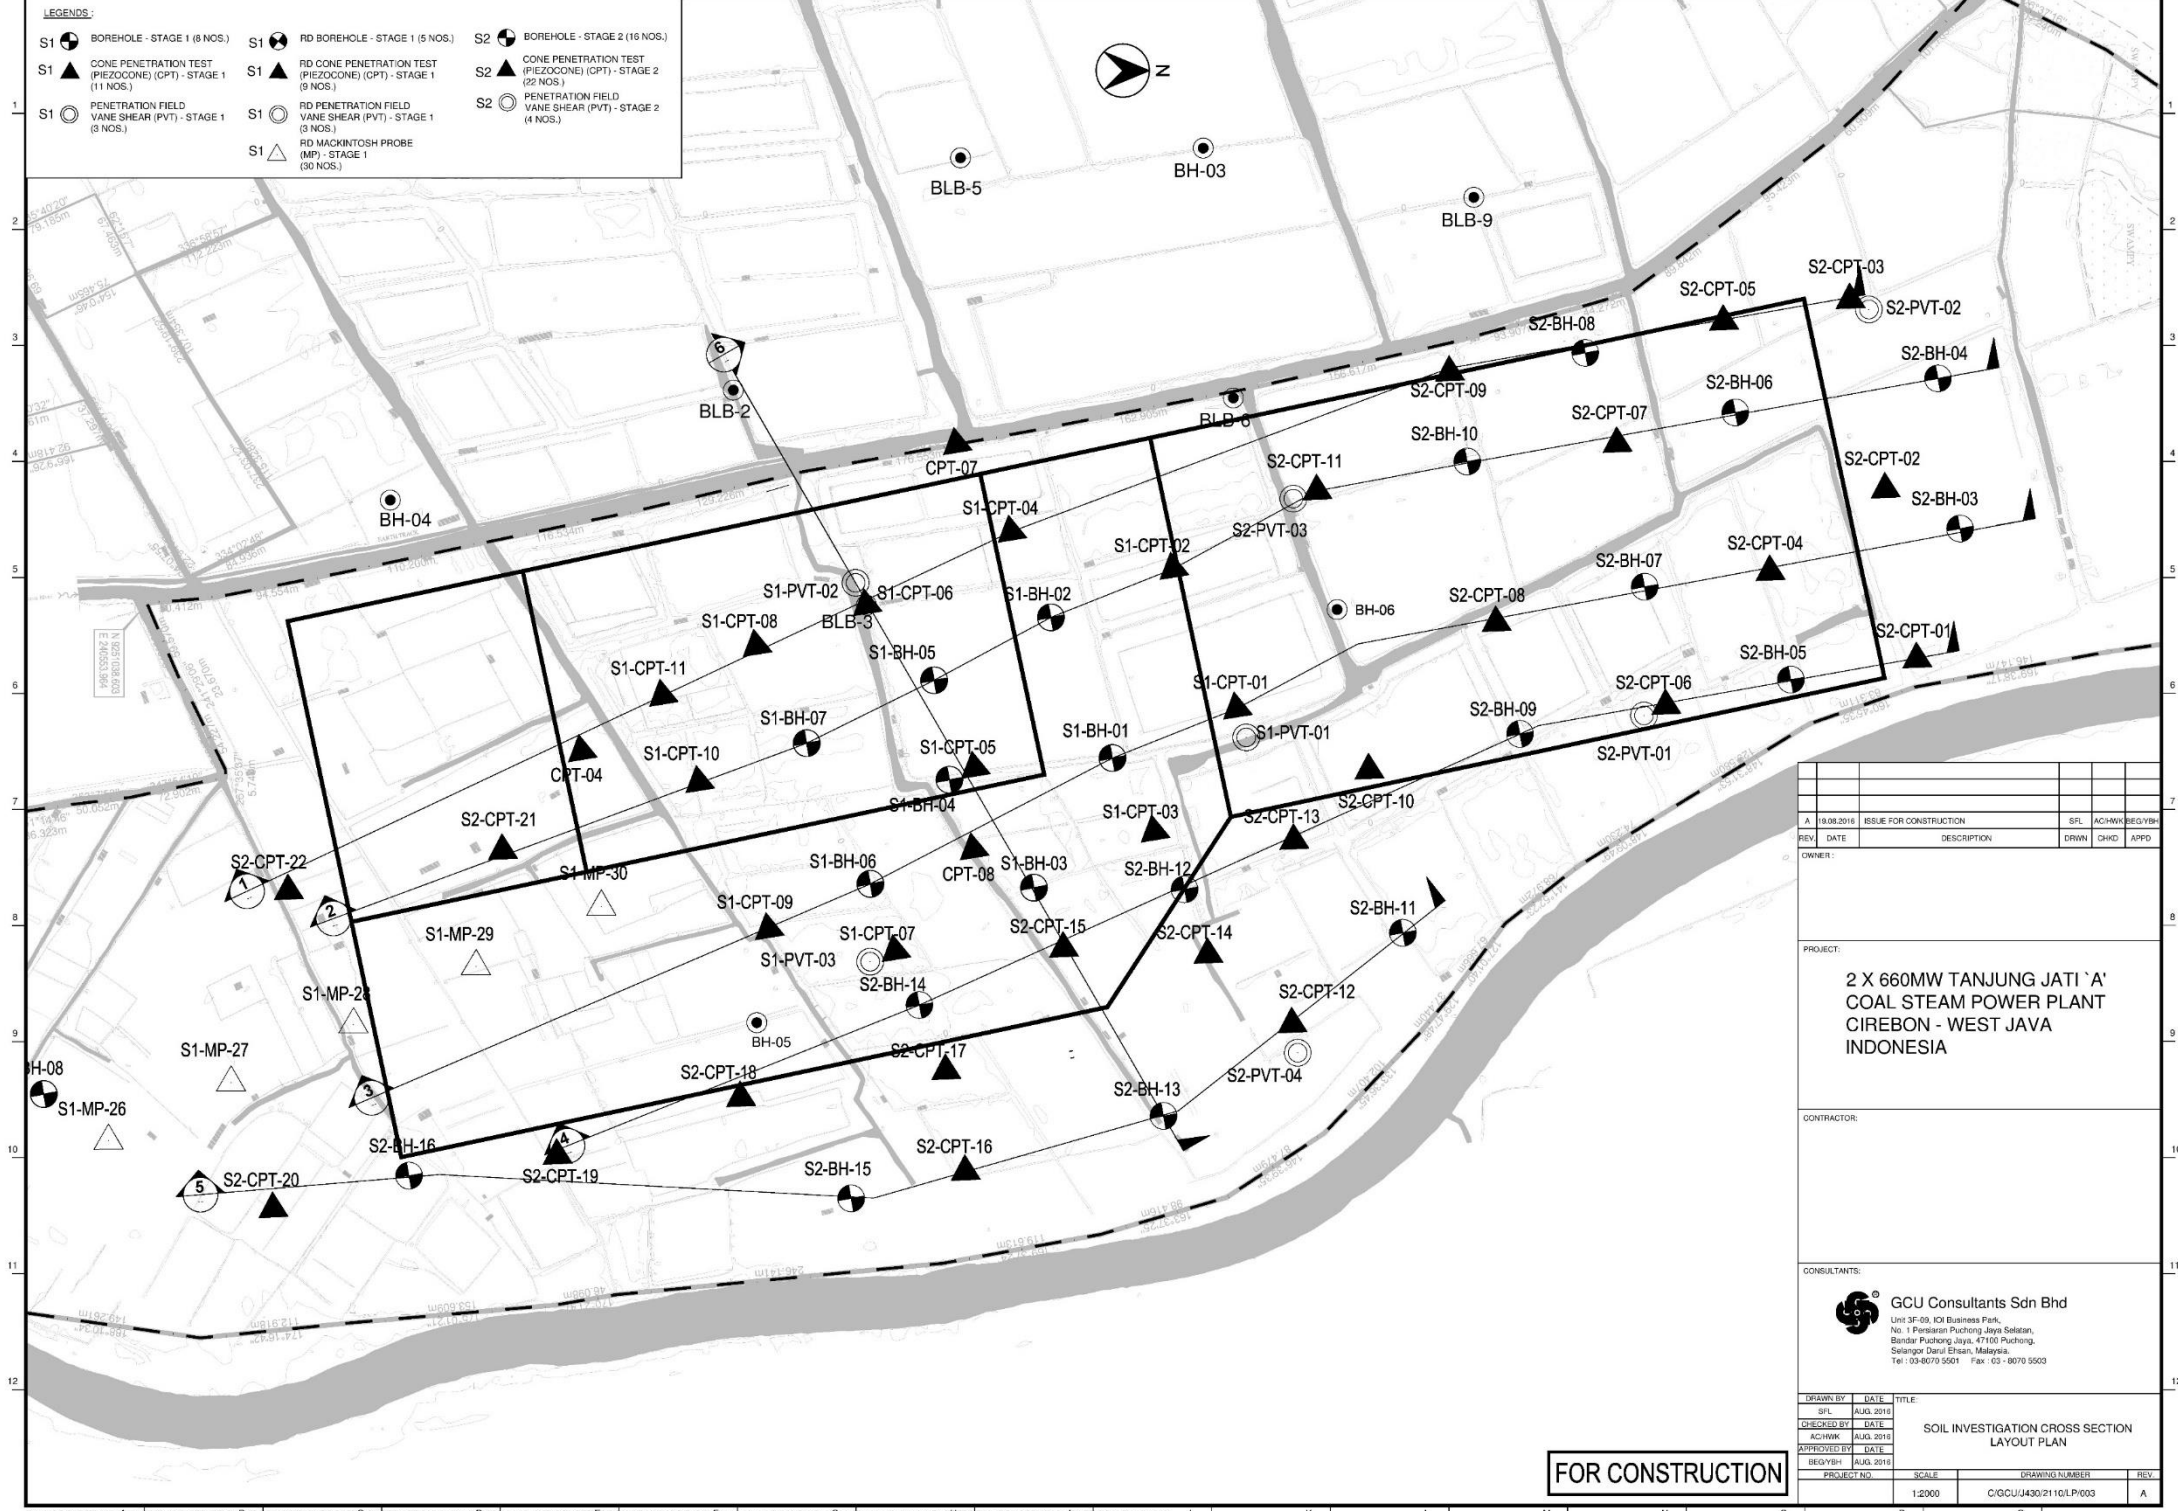 LEGENDS :
S1 BOREHOLE - STAGE 1 (8 NOS.)
S1 RD BOREHOLE - STAGE 1 (5 NOS.)
S2 BOREHOLE - STAGE 2 (16 NOS.)
S1 CONE PENETRATION TEST
(PIEZOCONE) (CPT) - STAGE 1
(11 NOS.)
S1 RD CONE PENETRATION TEST
(PIEZOCONE) (CPT) - STAGE 1
(9 NOS.)
S2 CONE PENETRATION TEST
(PIEZOCONE) (CPT) - STAGE 2
(22 NOS.)
S1 PENETRATION FIELD
VANE SHEAR (PVT) - STAGE 1
(3 NOS.)
S1 RD PENETRATION FIELD
VANE SHEAR (PVT) - STAGE 1
(3 NOS.)
S2 PENETRATION FIELD
VANE SHEAR (PVT) - STAGE 2
(4 NOS.)
S1 RD MACKINTOSH PROBE
(MP) - STAGE 1
(30 NOS.)
N
BLB-5
BH-03
BLB-9
SWAMPY
S2-CPT-03
S2-CPT-05
S2-PVT-02
S2-BH-08
S2-BH-04
6
S2-BH-06
BLB-2
S2-CPT-09
S2-CPT-07
BLB-6
S2-BH-10
CPT-07
S2-CPT-11
S2-CPT-02
S2-BH-03
BH-04
S1-CPT-04
S2-PVT-03
S1-CPT-02
S2-CPT-04
S2-BH-07
S1-PVT-02
S1-CPT-06
S1-BH-02
S2-CPT-08
BH-06
BLB-3
S1-CPT-08
S2-CPT-01
S1-BH-05
S2-BH-05
S1-CPT-11
S1-CPT-01
S2-CPT-06
S2-BH-09
S1-BH-07
S1-BH-01
S1-PVT-01
S1-CPT-10
S1-CPT-05
S2-PVT-01
CPT-04
S2-CPT-10
S1-BH-04
S1-CPT-03
S2-CPT-13
S2-CPT-21
S2-CPT-22
S1-BH-06
S1-BH-03
S2-BH-12
CPT-08
S1-MP-30
1
2
S1-CPT-09
S2-BH-11
S1-MP-29
S1-CPT-07
S2-CPT-15
S2-CPT-14
S1-PVT-03
S2-BH-14
S1-MP-28
S2-CPT-12
BH-05
S1-MP-27
S2-CPT-17
BH-08
S2-CPT-18
S2-PVT-04
S2-BH-13
3
S1-MP-26
4
S2-BH-16
S2-CPT-16
S2-BH-15
S2-CPT-19
S2-CPT-20
5
N 9251038.603
E 240553.964
A 19.08.2016 ISSUE FOR CONSTRUCTION SFL AC/HWK BEG/YBH
REV. DATE DESCRIPTION DRWN CHKD APPD
OWNER :
PROJECT:
2 X 660MW TANJUNG JATI `A'
COAL STEAM POWER PLANT
CIREBON - WEST JAVA
INDONESIA
CONTRACTOR:
CONSULTANTS:
GCU Consultants Sdn Bhd
Unit 3F-09, IOI Business Park,
No. 1 Persiaran Puchong Jaya Selatan,
Bandar Puchong Jaya, 47100 Puchong,
Selangor Darul Ehsan, Malaysia.
Tel : 03-8070 5501 Fax : 03 - 8070 5503
DRAWN BY DATE TITLE
SFL AUG. 2016
CHECKED BY DATE
SOIL INVESTIGATION CROSS SECTION
LAYOUT PLAN
AC/HWK AUG. 2016
APPROVED BY DATE
BEG/YBH AUG. 2016
PROJECT NO. SCALE DRAWING NUMBER REV.
1:2000 C/GCU/J430/2110/LP/003 A
FOR CONSTRUCTION